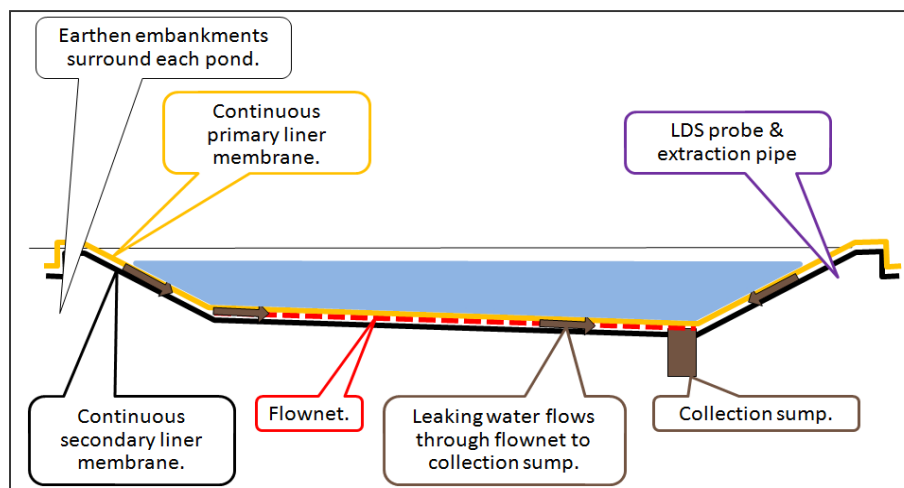 Earthen embankments
surround each pond.
Continuous
primary liner
membrane.
LDS probe &
extraction pipe
Continuous
secondary liner
membrane.
Flownet.
Leaking water flows
through flownet to
collection sump.
Collection sump.